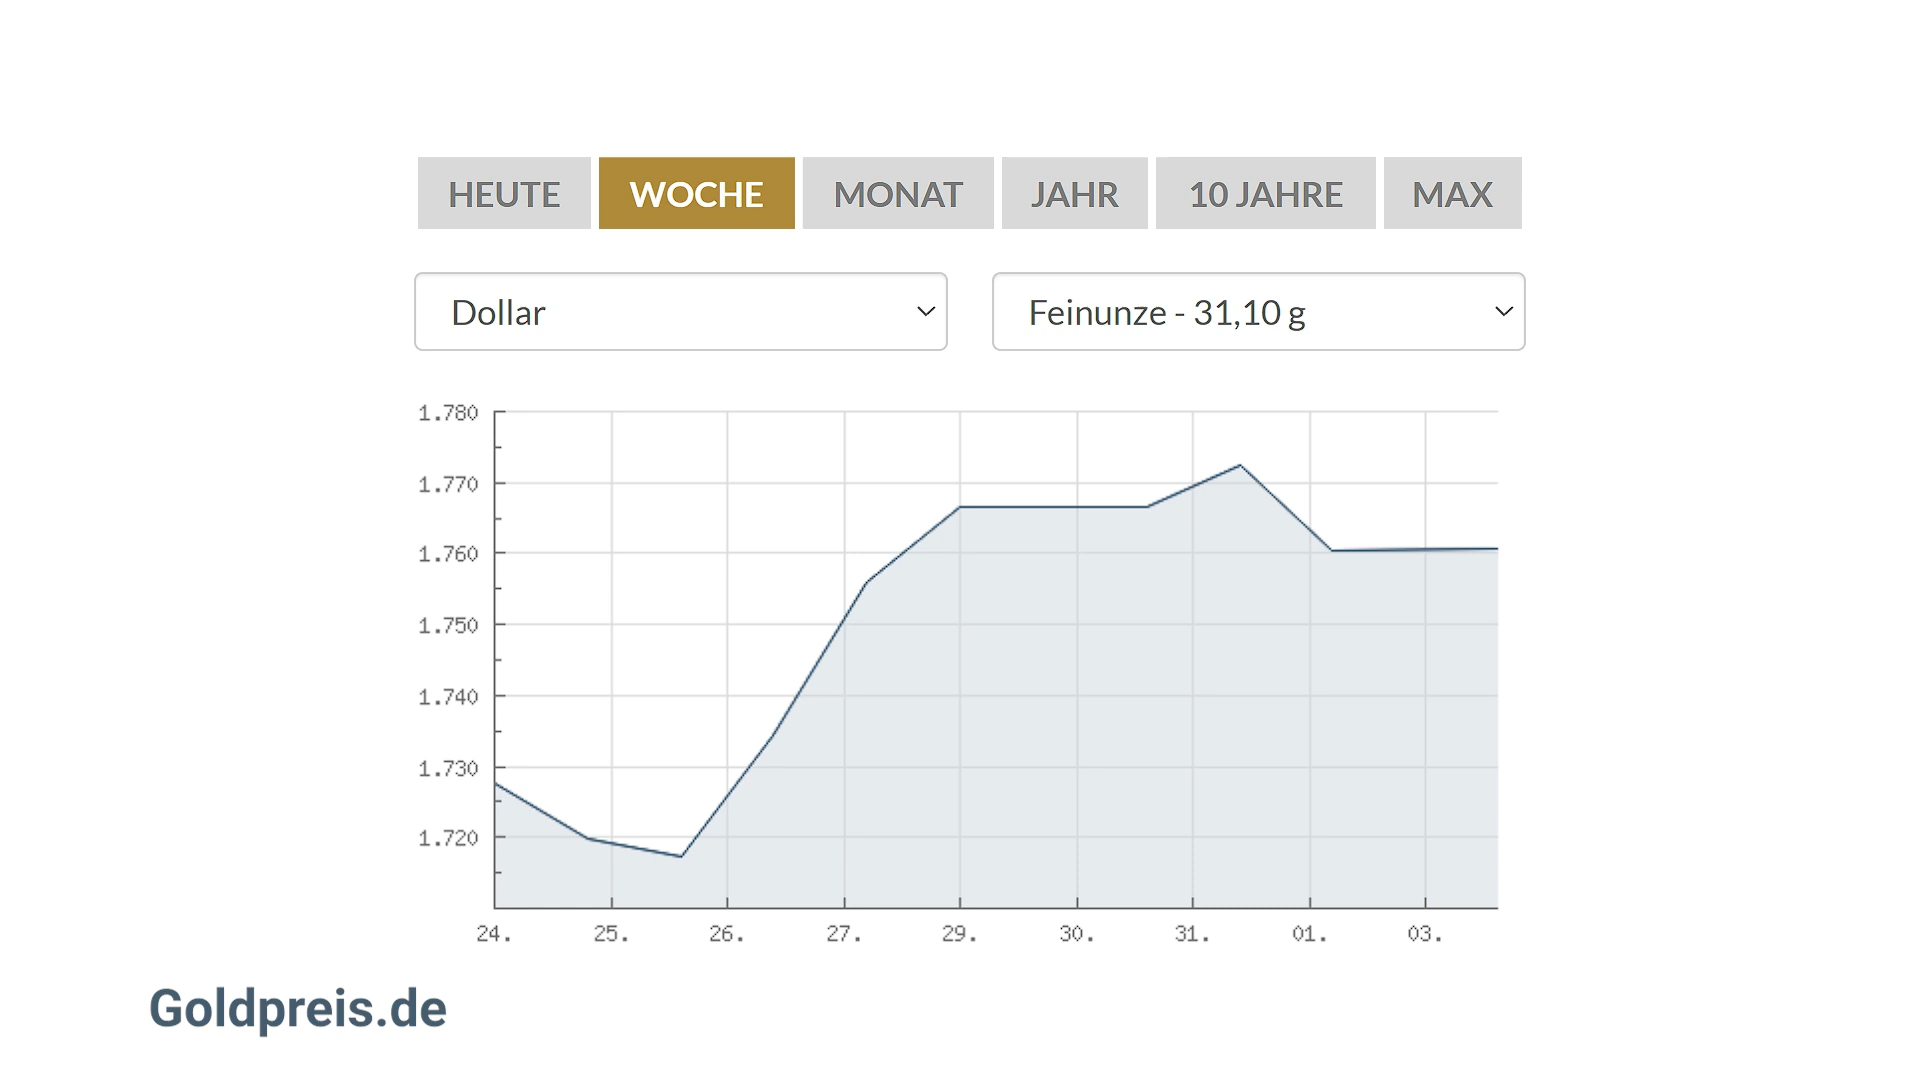 HEUTE WOCHE MONAT JAHR 10 JAHRE MAX
Dollar Feinunze - 31,10 g
1.780
1.770
1.760
1.750
1.740
1.730
1.720
24. 25. 26. 27. 29. 30. 31. 01. 03.
Goldpreis.de